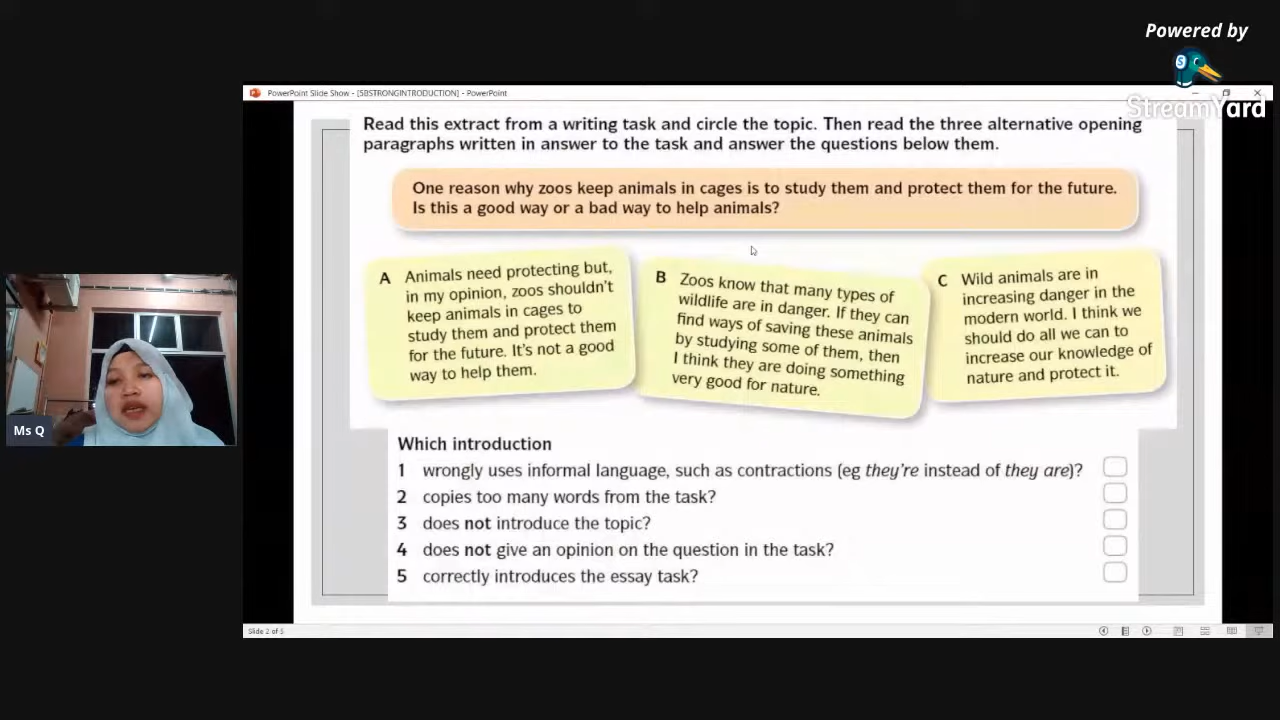 Powered by
StreamYard
PowerPoint Slide Show - [5BSTRONGINTRODUCTION] - PowerPoint
Read this extract from a writing task and circle the topic. Then read the three alternative opening
paragraphs written in answer to the task and answer the questions below them.
One reason why zoos keep animals in cages is to study them and protect them for the future.
Is this a good way or a bad way to help animals?
A Animals need protecting but,
in my opinion, zoos shouldn't
keep animals in cages to
study them and protect them
for the future. It's not a good
way to help them.
B Zoos know that many types of
wildlife are in danger. If they can
find ways of saving these animals
by studying some of them, then
I think they are doing something
very good for nature.
C Wild animals are in
increasing danger in the
modern world. I think we
should do all we can to
increase our knowledge of
nature and protect it.
Ms Q
Which introduction
1 wrongly uses informal language, such as contractions (eg they're instead of they are)?
2 copies too many words from the task?
3 does not introduce the topic?
4 does not give an opinion on the question in the task?
5 correctly introduces the essay task?
Slide 2 of 5